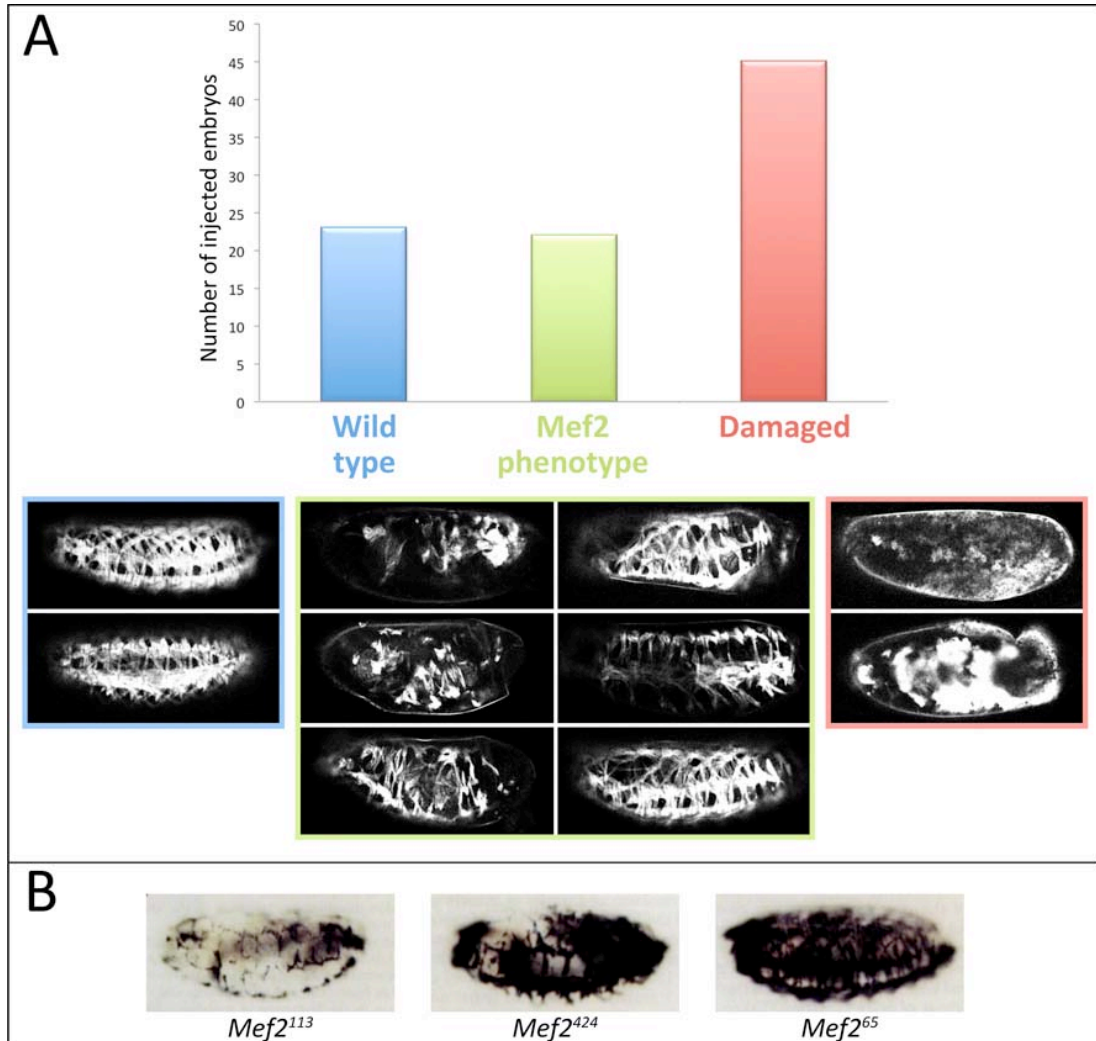 A
Number of injected embryos
50
45
40
35
30
25
20
15
10
5
0
Wild
type
Mef2
phenotype
Damaged
B
Mef2¹¹³
Mef2⁴²⁴
Mef2⁶⁵